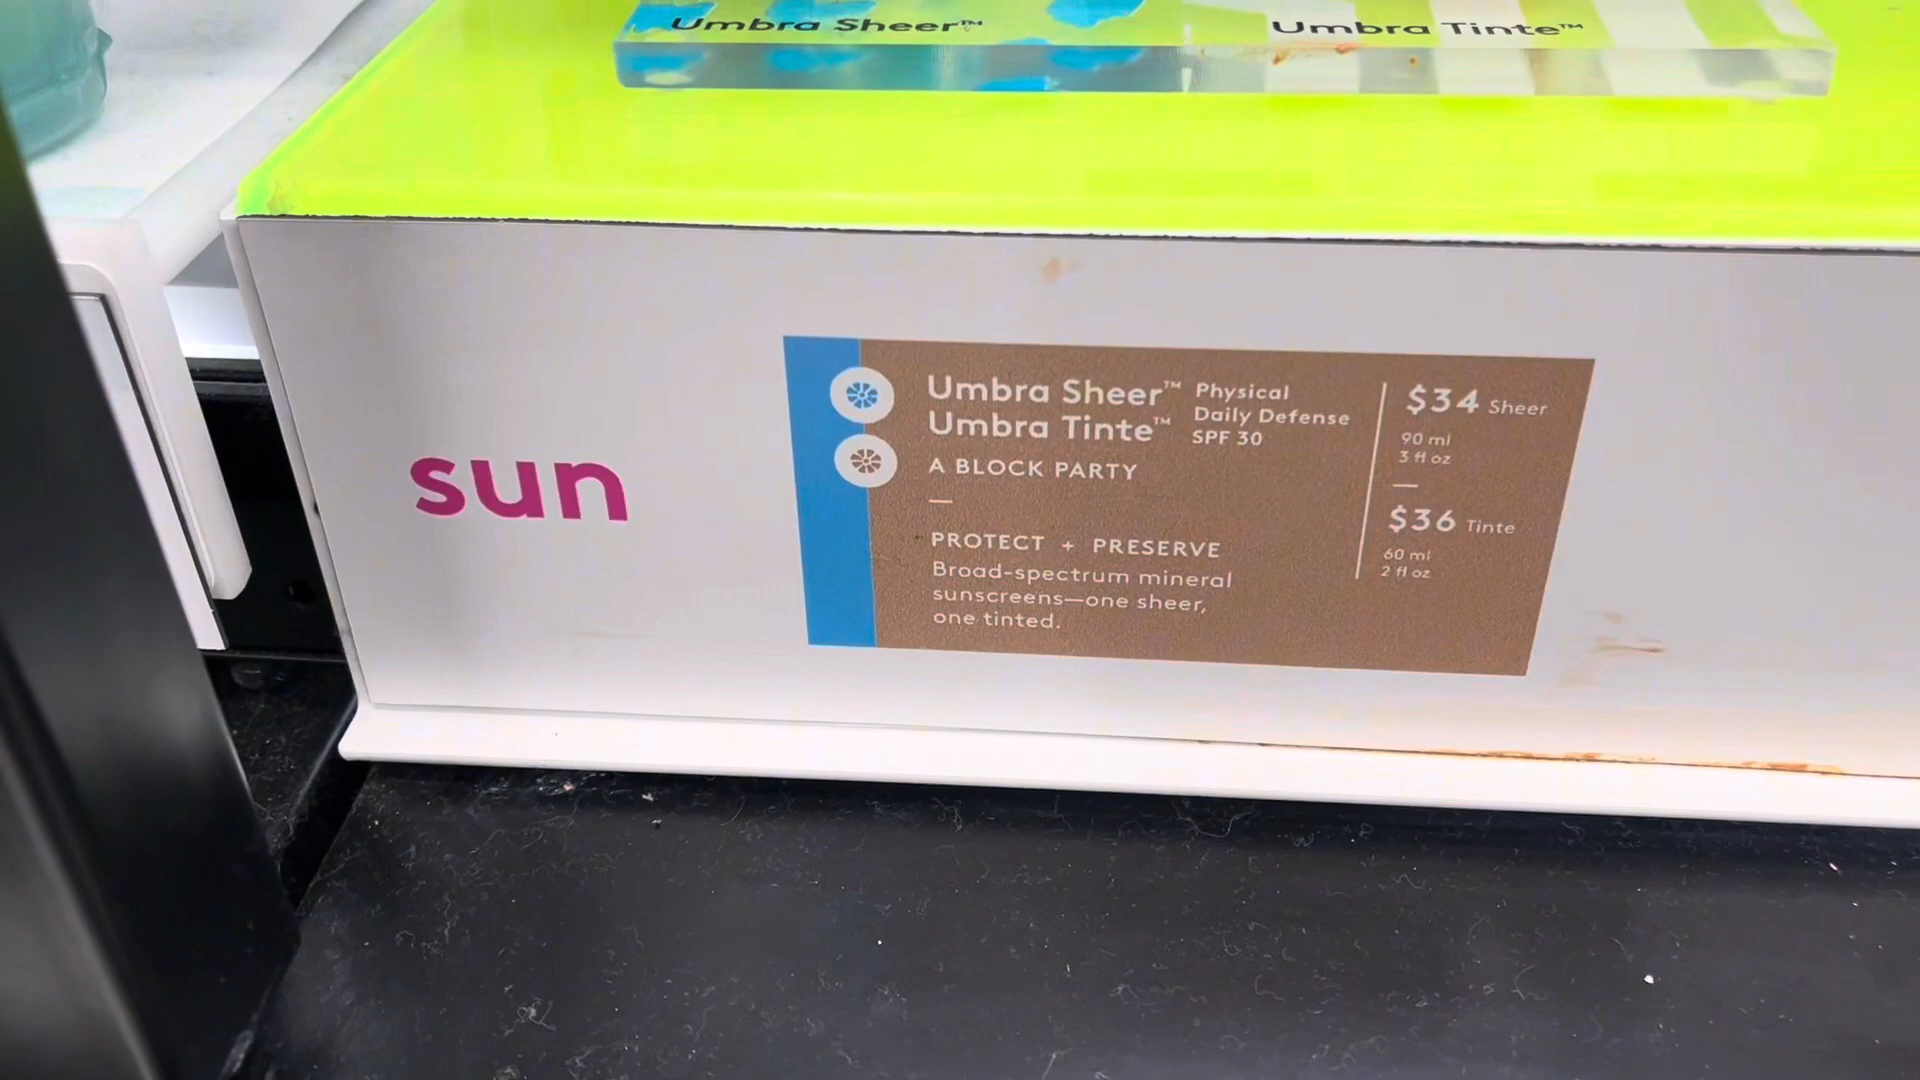 Umbra Sheer™
Umbra Tinte™
sun
Umbra Sheer™
Umbra Tinte™
Physical
Daily Defense
SPF 30
A BLOCK PARTY
—
PROTECT + PRESERVE
Broad-spectrum mineral
sunscreens—one sheer,
one tinted.
$34 Sheer
90 ml
3 fl oz
—
$36 Tinte
60 ml
2 fl oz